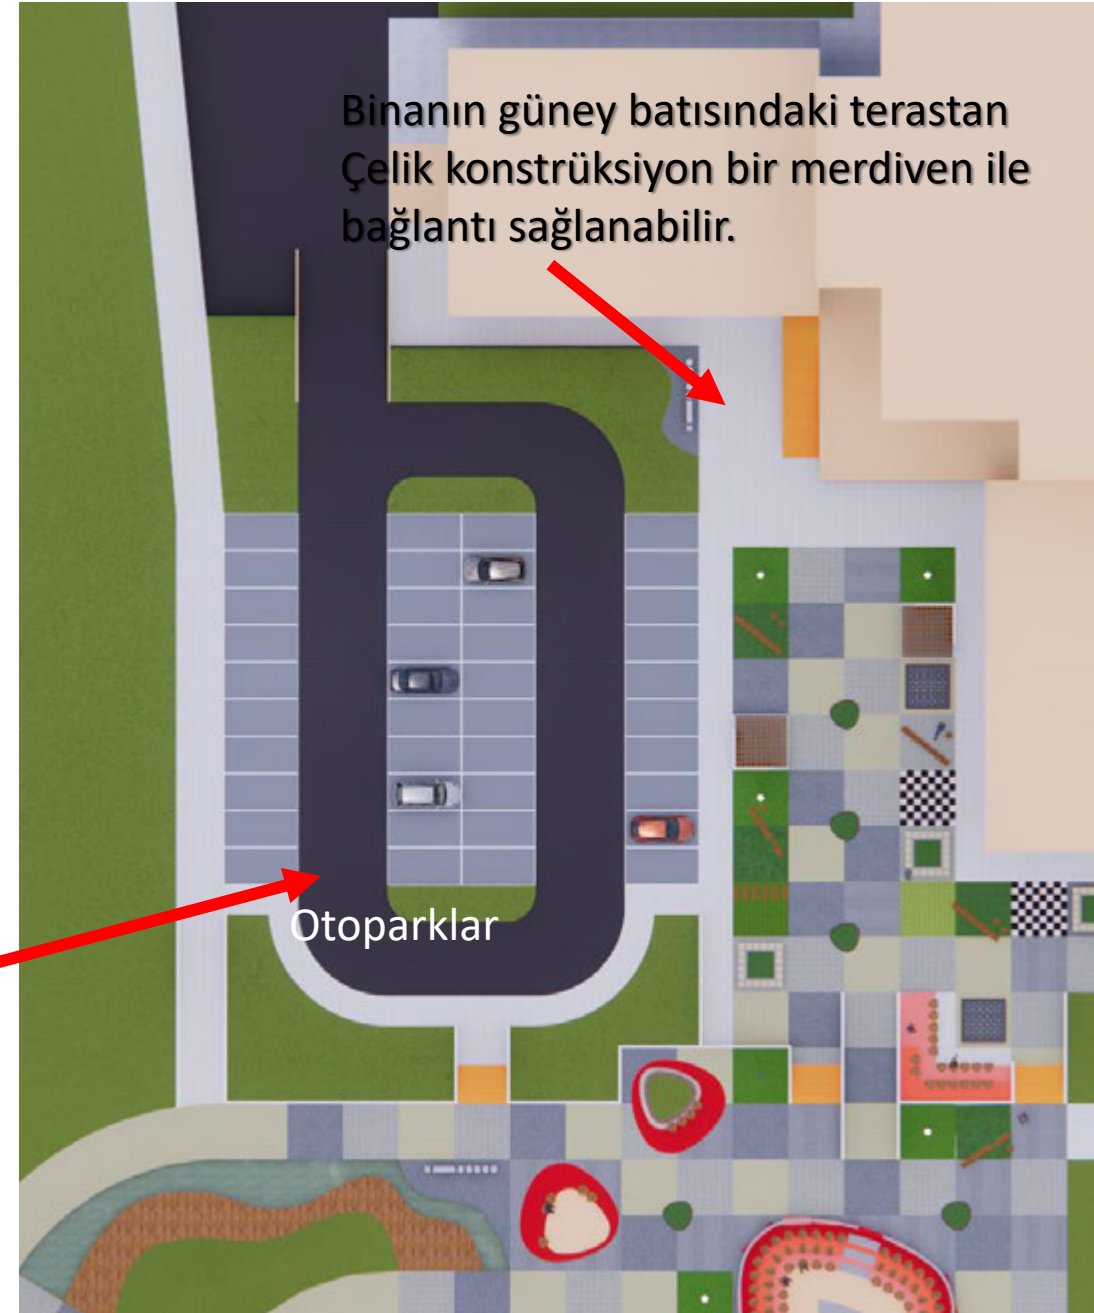 Binanın güney batısındaki terastan
Çelik konstrüksiyon bir merdiven ile
bağlantı sağlanabilir.
Otoparklar